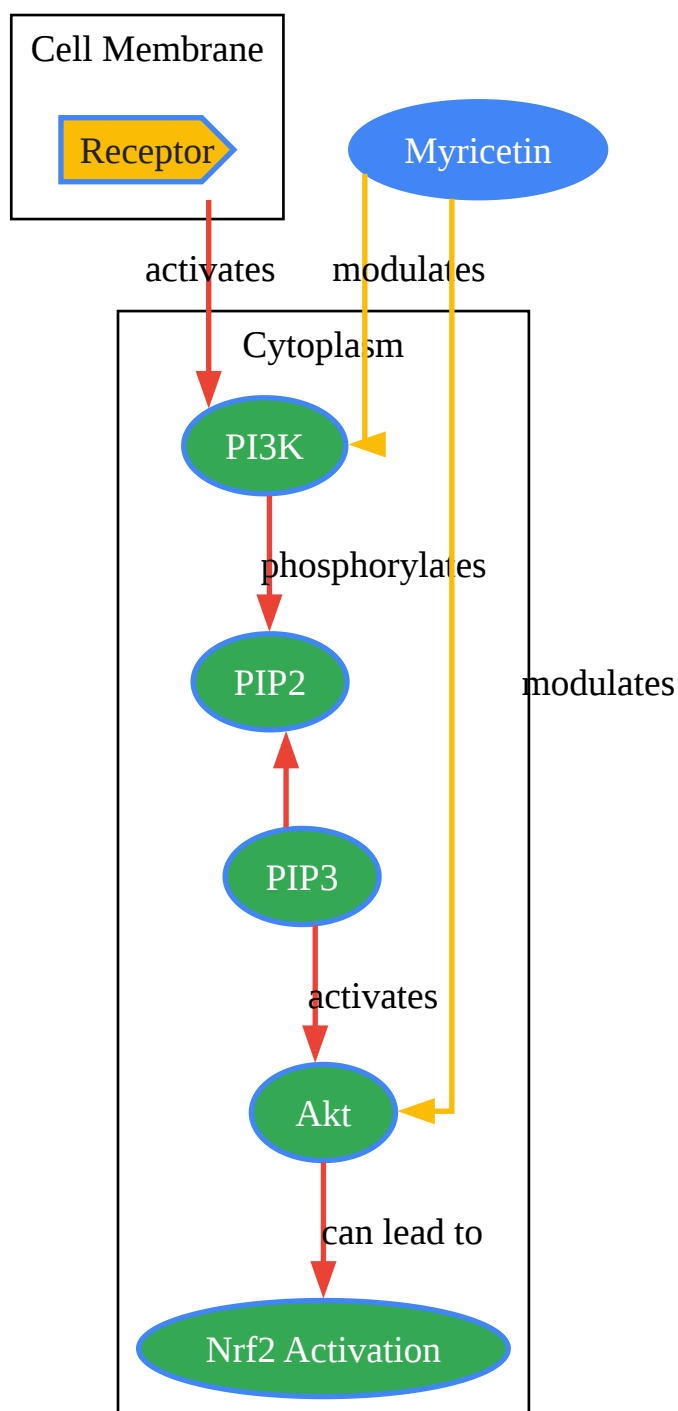 Cell Membrane
Receptor
Myricetin
activates
modulates
Cytoplasm
PI3K
phosphorylates
PIP2
modulates
PIP3
activates
Akt
can lead to
Nrf2 Activation